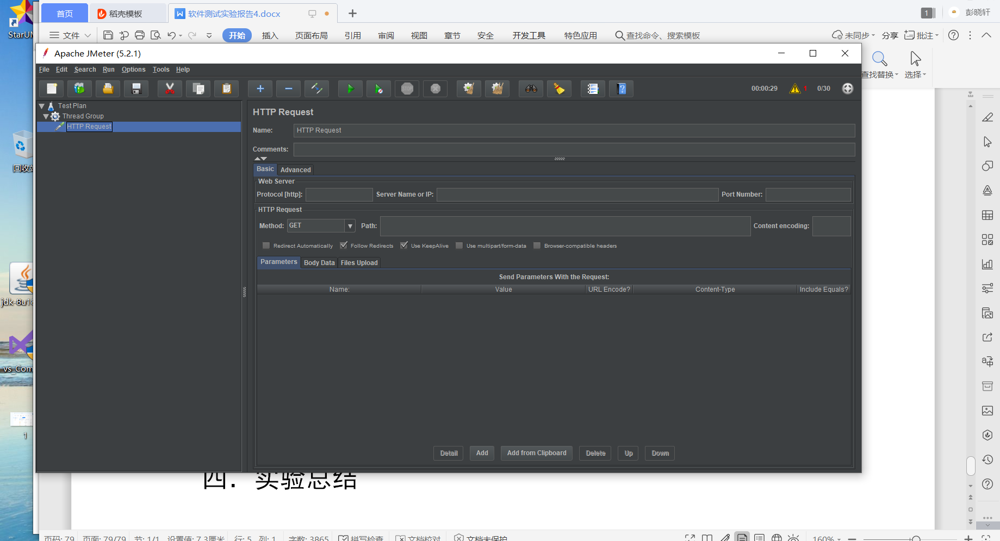 首页
稻壳模板
软件测试实验报告4.docx
1
彭晓轩
文件
开始
插入
页面布局
引用
审阅
视图
章节
安全
开发工具
特色应用
查找命令、搜索模板
未同步
分享
批注
查找替换
选择
StarUM
回收站
jdk-8u18
vs_Com
1
Apache JMeter (5.2.1)
File Edit Search Run Options Tools Help
STOP
00:00:29
1
0/30
Test Plan
Thread Group
HTTP Request
HTTP Request
Name: HTTP Request
Comments:
Basic Advanced
Web Server
Protocol [http]: Server Name or IP: Port Number:
HTTP Request
Method: GET Path: Content encoding:
Redirect Automatically Follow Redirects Use KeepAlive Use multipart/form-data Browser-compatible headers
Parameters Body Data Files Upload
Send Parameters With the Request:
Name: Value URL Encode? Content-Type Include Equals?
Detail Add Add from Clipboard Delete Up Down
四. 实验总结
页码: 79 页面: 79/79 节: 1/1 设置值: 7.3厘米 行: 5 列: 1 字数: 3865 拼写检查 文档校对 文档未保护 160%